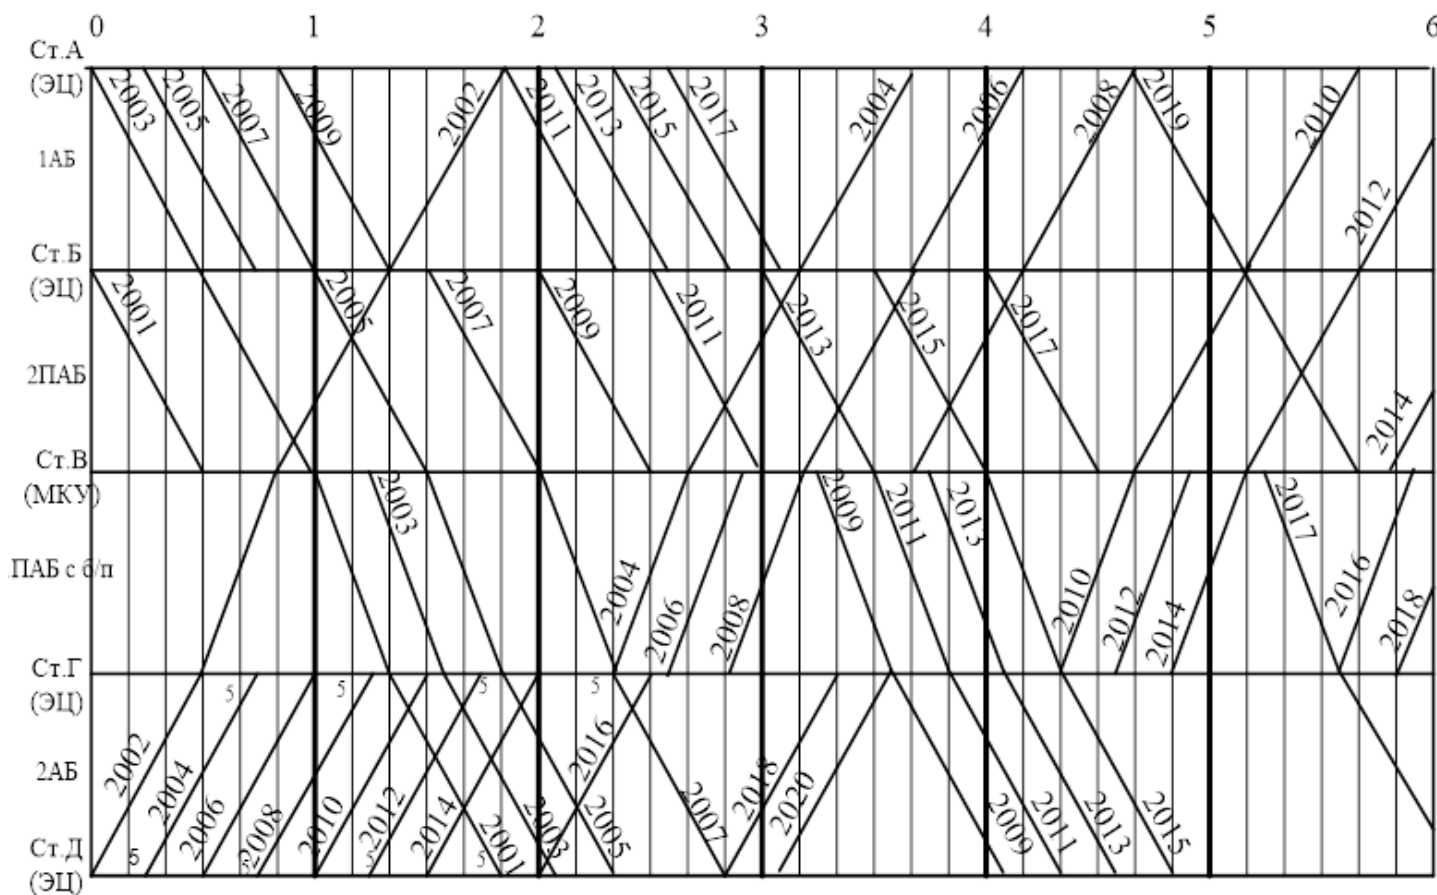 0 1 2 3 4 5 6
Ст.А
(ЭЦ)
2003 2005 2007 2009 2002 2011 2013 2015 2017 2004 2006 2008 2019 2010
1АБ
2012
Ст.Б
(ЭЦ)
2001 2005 2007 2009 2011 2013 2015 2017
2ПАБ
2014
Ст.В
(МКУ)
2003 2009 2011 2013 2017
ПАБ с б/п
2004 2006 2008 2010 2012 2014 2016 2018
Ст.Г
(ЭЦ)
5 5 5 5
2АБ
2002 2004 2006 2008 2010 2012 2014 2001 2003 2016 2005 2007 2018 2020 2009 2011 2013 2015
Ст.Д
(ЭЦ)
5 5 5 5